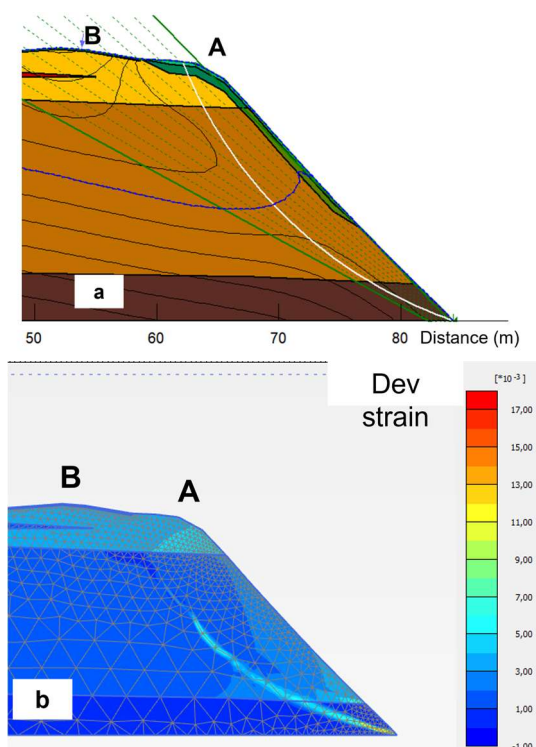 B
A
a
50 60 70 80 Distance (m)
Dev
strain
[*10 -3 ]
17,00
15,00
13,00
11,00
9,00
7,00
5,00
3,00
1,00
-1,00
B
A
b